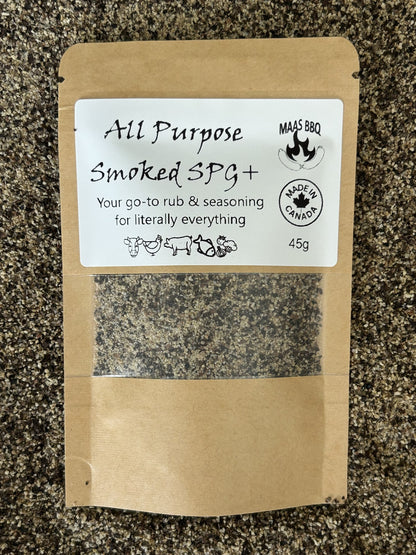 All Purpose
Smoked SPG+
Your go-to rub & seasoning
for literally everything
MAAS BBQ
MADE IN
CANADA
45g